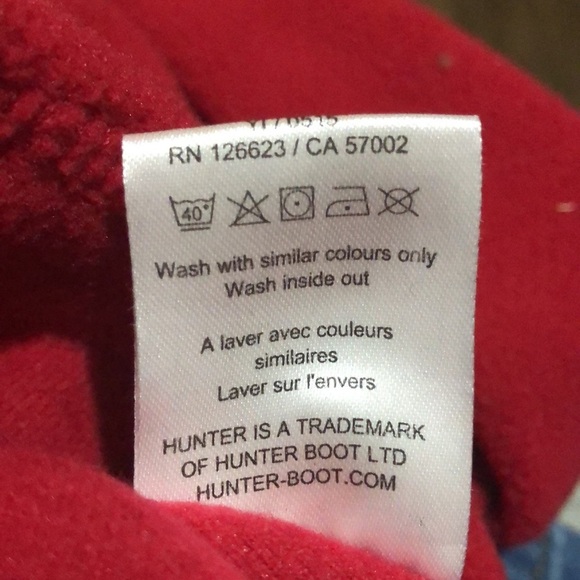 RN 126623 / CA 57002
40°
Wash with similar colours only
Wash inside out
A laver avec couleurs
similaires
Laver sur l'envers
HUNTER IS A TRADEMARK
OF HUNTER BOOT LTD
HUNTER-BOOT.COM